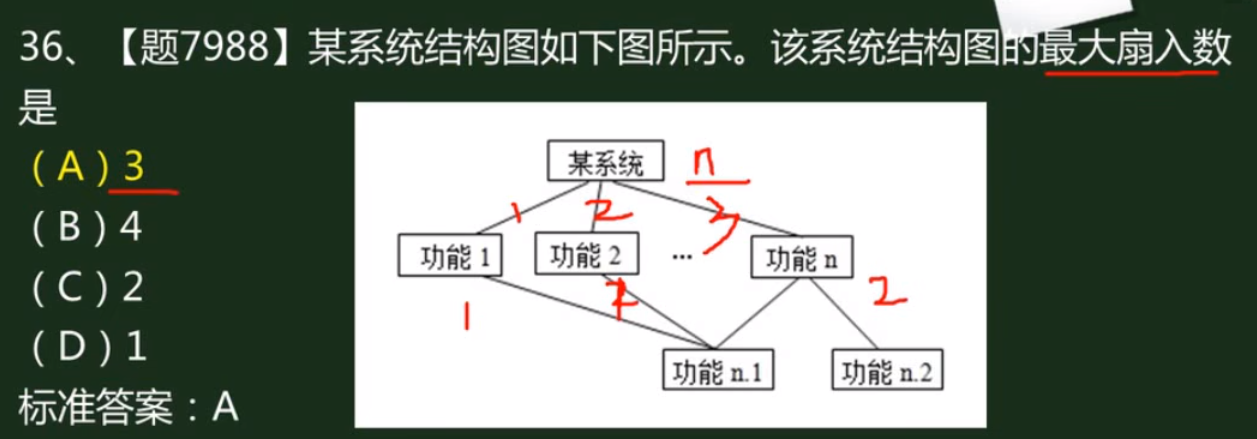 36、【题7988】某系统结构图如下图所示。该系统结构图的最大扇入数
是
（A）3
（B）4
（C）2
（D）1
标准答案：A
某系统 n
1 2 3
功能 1 功能 2 ... 功能 n
1 1 2
功能 n.1 功能 n.2